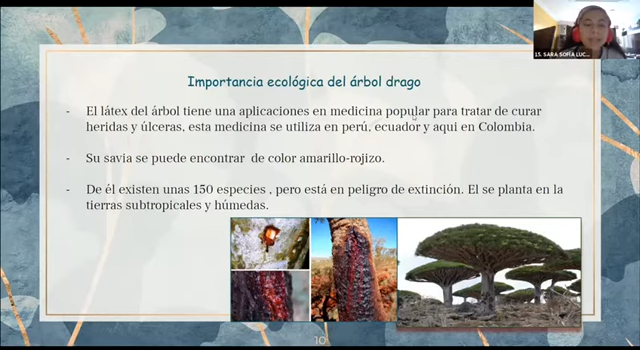 15. SARA SOFIA LUC...
Importancia ecológica del árbol drago
- El látex del árbol tiene una aplicaciones en medicina popular para tratar de curar
heridas y úlceras, esta medicina se utiliza en perú, ecuador y aqui en Colombia.
- Su savia se puede encontrar de color amarillo-rojizo.
- De él existen unas 150 especies , pero está en peligro de extinción. El se planta en la
tierras subtropicales y húmedas.
10